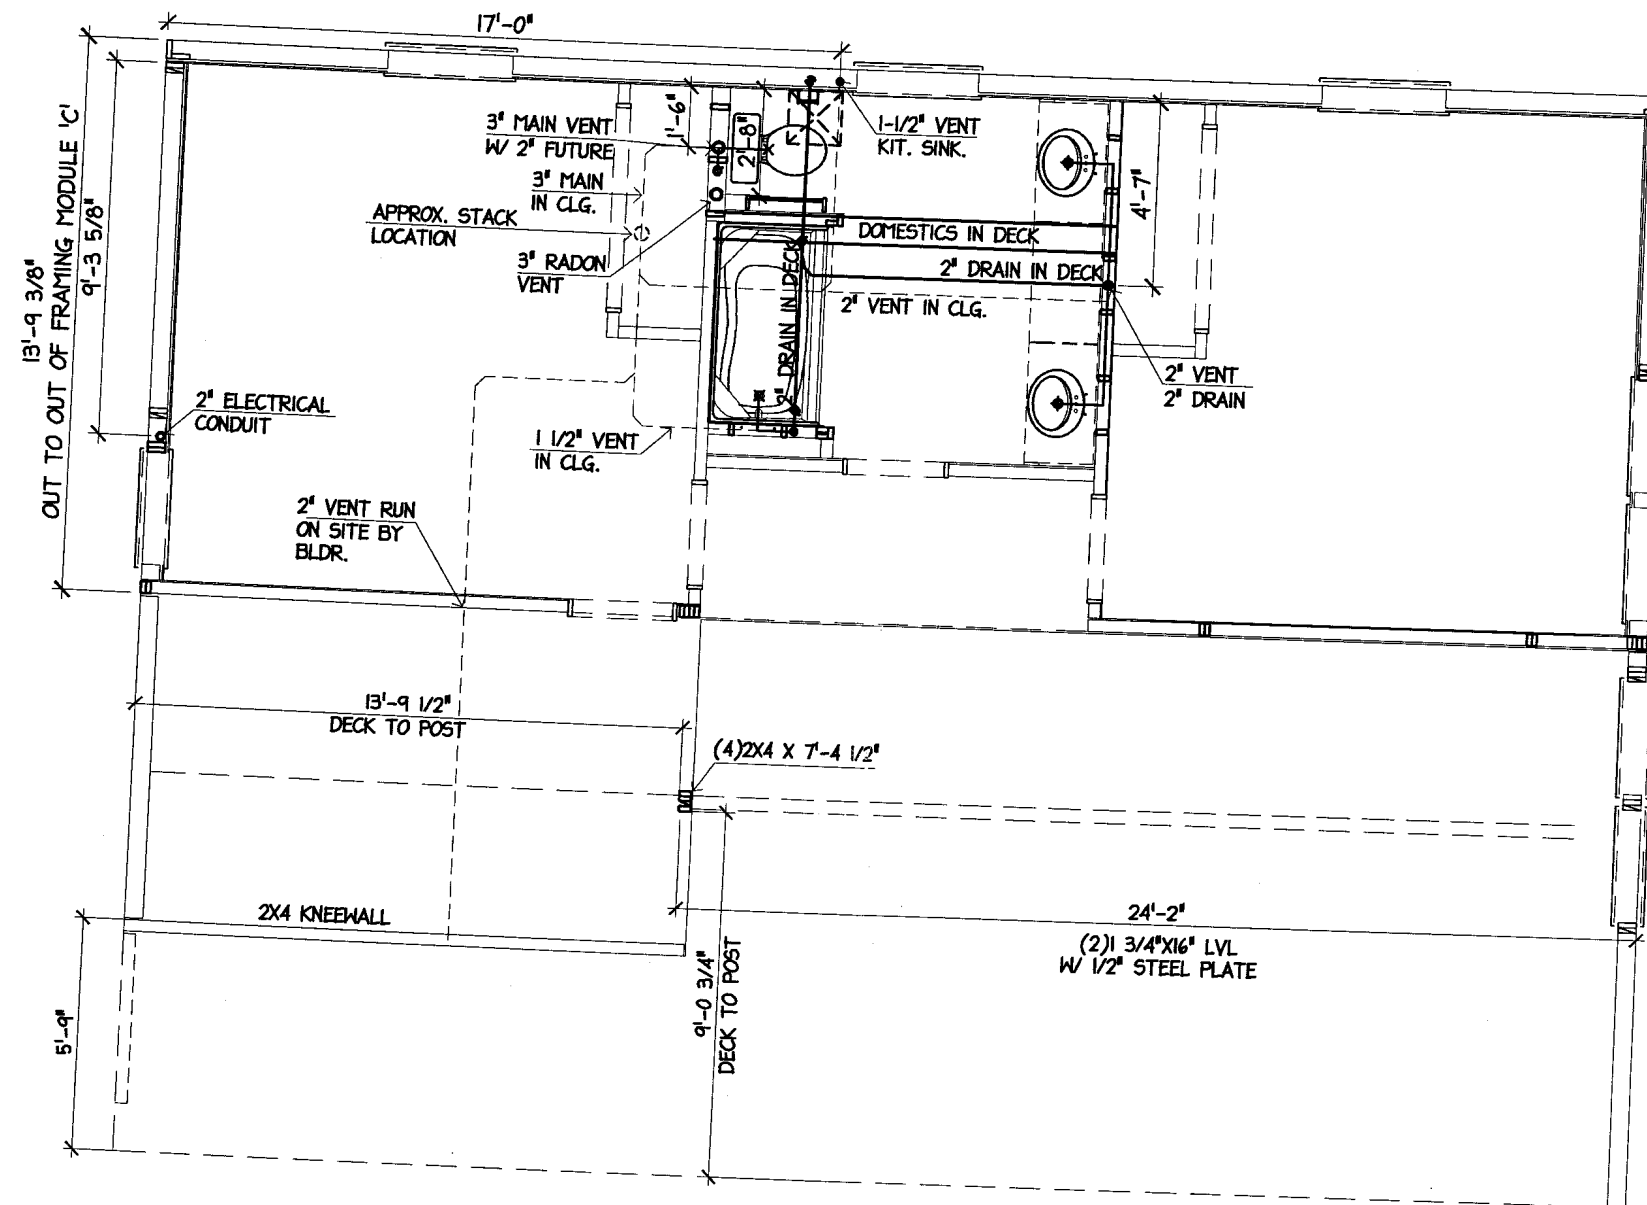 17'-0"
13'-9 3/8"
OUT TO OUT OF FRAMING MODULE 'C'
9'-3 5/8"
3" MAIN VENT
W/ 2" FUTURE
1'-6"
2'-8"
1-1/2" VENT
KIT. SINK.
3" MAIN
IN CLG.
APPROX. STACK
LOCATION
3" RADON
VENT
4'-7"
DOMESTICS IN DECK
2" DRAIN IN DECK
2" VENT IN CLG.
2" DRAIN IN DECK
2" VENT
2" DRAIN
2" ELECTRICAL
CONDUIT
1 1/2" VENT
IN CLG.
2" VENT RUN
ON SITE BY
BLDR.
13'-9 1/2"
DECK TO POST
(4)2X4 X 7'-4 1/2"
2X4 KNEEWALL
24'-2"
(2)1 3/4"X16" LVL
W/ 1/2" STEEL PLATE
9'-0 3/4"
DECK TO POST
5'-9"